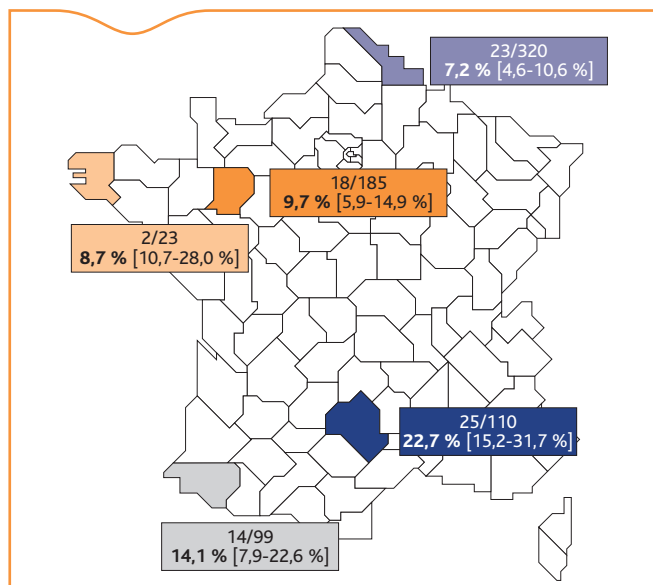 23/320
7,2 % [4,6-10,6 %]
18/185
9,7 % [5,9-14,9 %]
2/23
8,7 % [10,7-28,0 %]
25/110
22,7 % [15,2-31,7 %]
14/99
14,1 % [7,9-22,6 %]